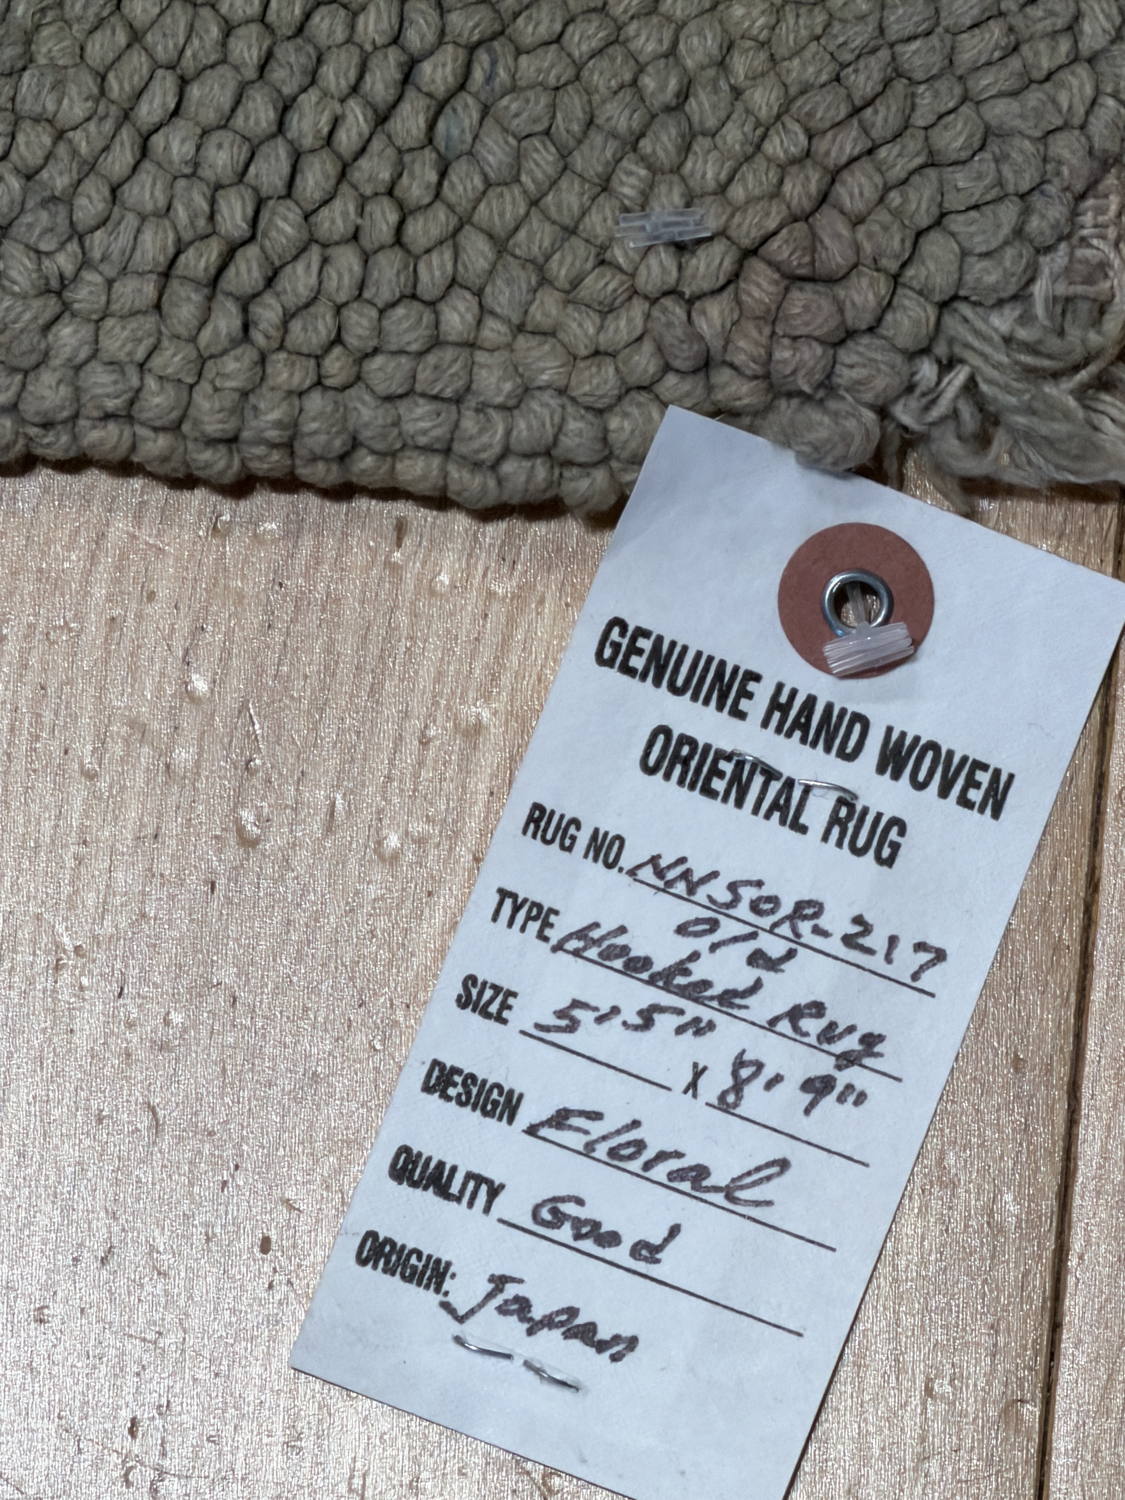 GENUINE HAND WOVEN
ORIENTAL RUG
RUG NO. NNSOR-217
Old
TYPE Hooked Rug
SIZE 5'5" X 8'9"
DESIGN Floral
QUALITY Good
ORIGIN: Japan